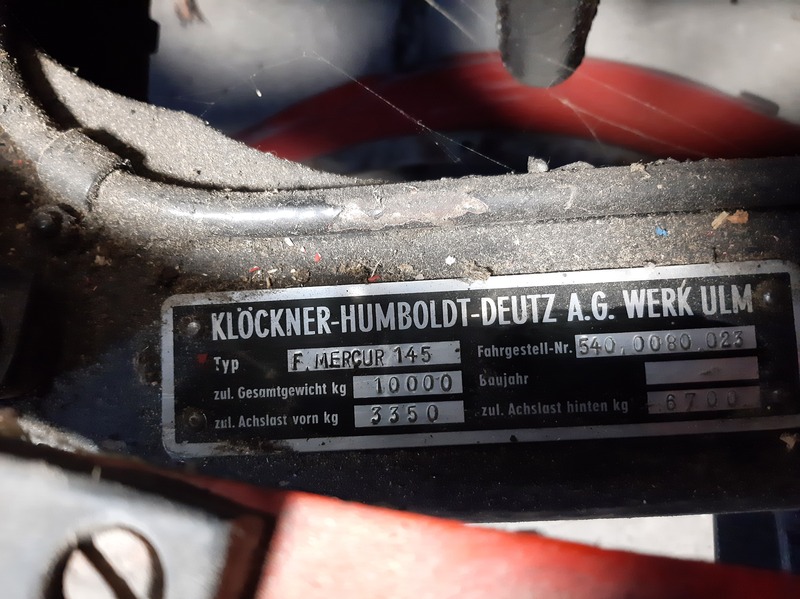 KLÖCKNER-HUMBOLDT-DEUTZ A.G. WERK ULM
Typ F. MERCUR 145 Fahrgestell-Nr. 540.0080.023
zul. Gesamtgewicht kg 10000 Baujahr
zul. Achslast vorn kg 3350 zul. Achslast hinten kg 6700